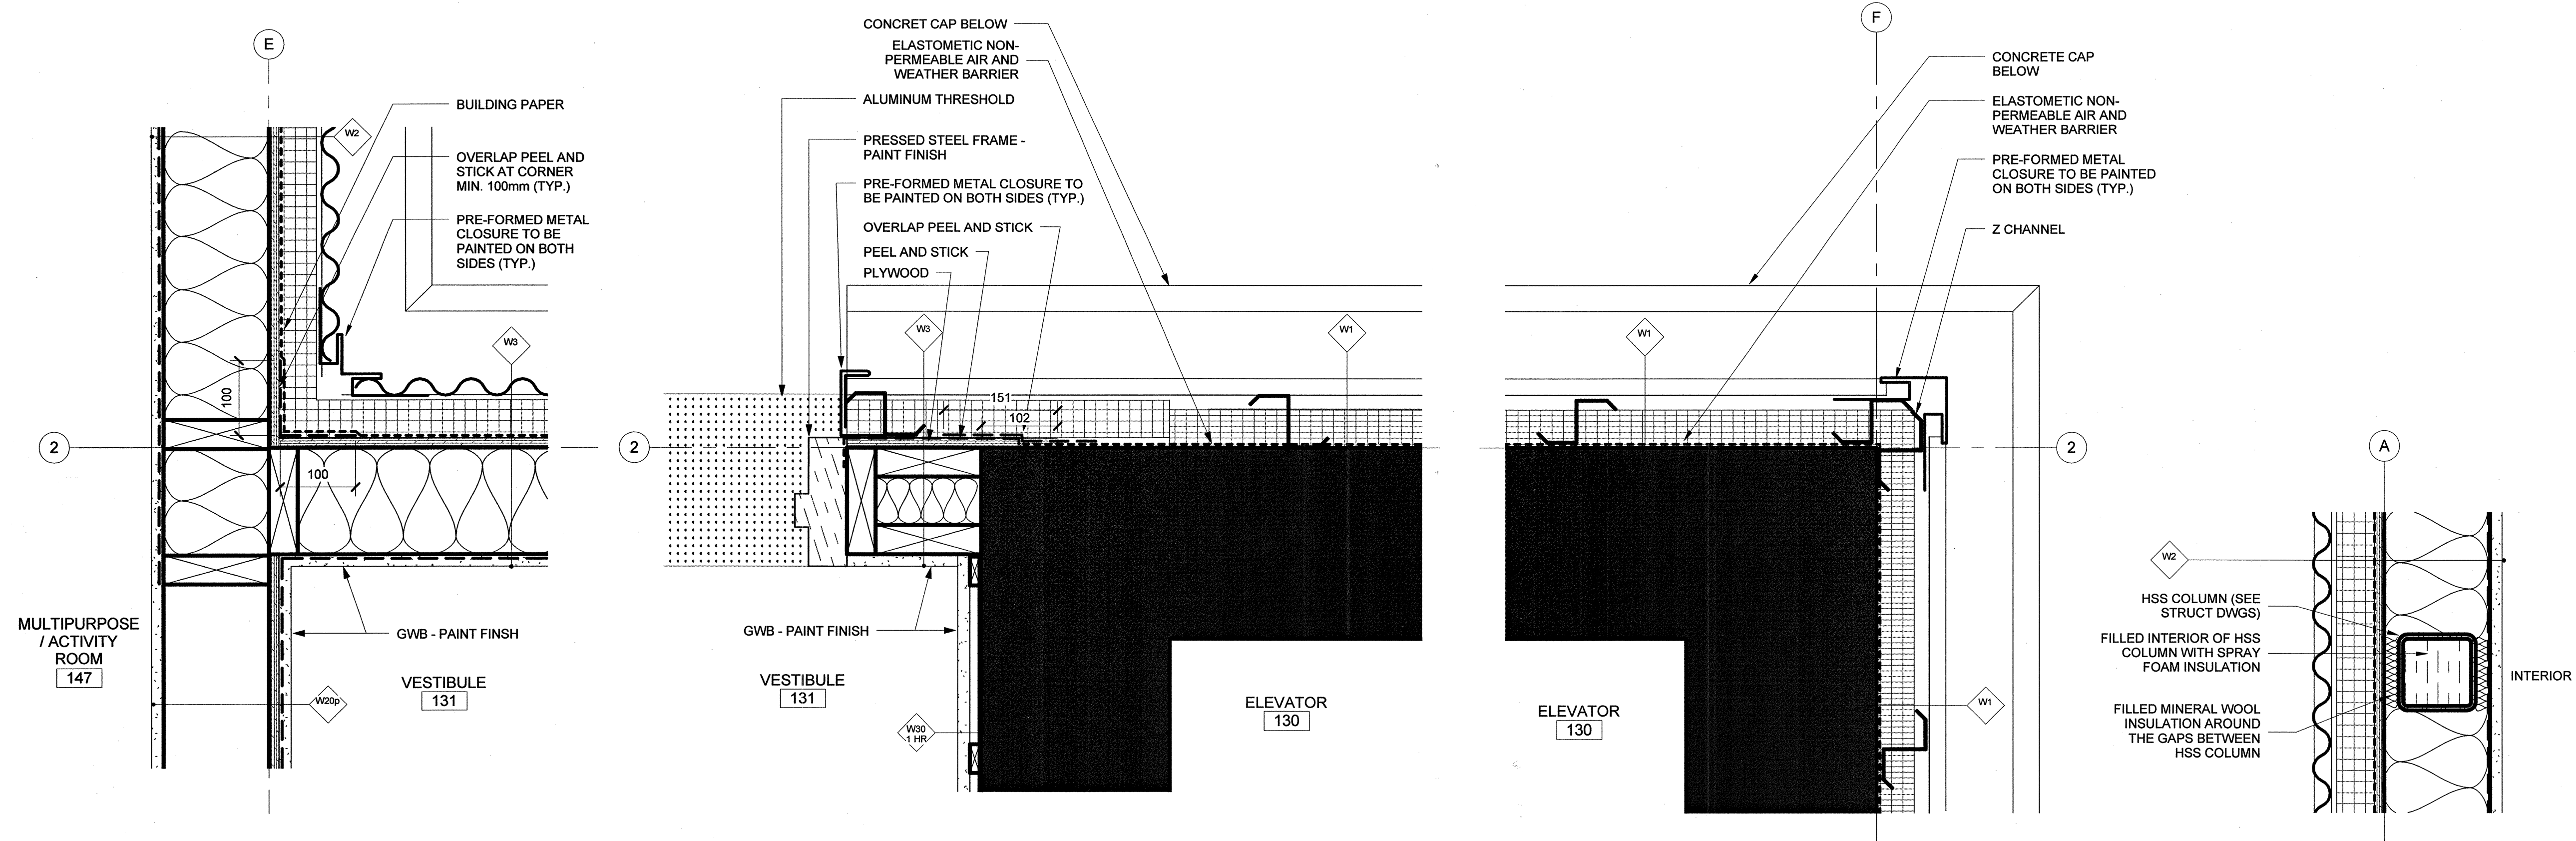 E
BUILDING PAPER
W2
OVERLAP PEEL AND
STICK AT CORNER
MIN. 100mm (TYP.)
PRE-FORMED METAL
CLOSURE TO BE
PAINTED ON BOTH
SIDES (TYP.)
W3
100
2
100
MULTIPURPOSE
/ ACTIVITY
ROOM
147
GWB - PAINT FINSH
VESTIBULE
131
W20p
CONCRET CAP BELOW
ELASTOMETIC NON-
PERMEABLE AIR AND
WEATHER BARRIER
ALUMINUM THRESHOLD
PRESSED STEEL FRAME -
PAINT FINISH
PRE-FORMED METAL CLOSURE TO
BE PAINTED ON BOTH SIDES (TYP.)
OVERLAP PEEL AND STICK
PEEL AND STICK
PLYWOOD
W3
W1
151
102
2
GWB - PAINT FINISH
VESTIBULE
131
W30
1 HR
ELEVATOR
130
F
CONCRETE CAP
BELOW
ELASTOMETIC NON-
PERMEABLE AIR AND
WEATHER BARRIER
PRE-FORMED METAL
CLOSURE TO BE PAINTED
ON BOTH SIDES (TYP.)
Z CHANNEL
W1
2
ELEVATOR
130
W1
A
W2
HSS COLUMN (SEE
STRUCT DWGS)
FILLED INTERIOR OF HSS
COLUMN WITH SPRAY
FOAM INSULATION
INTERIOR
FILLED MINERAL WOOL
INSULATION AROUND
THE GAPS BETWEEN
HSS COLUMN